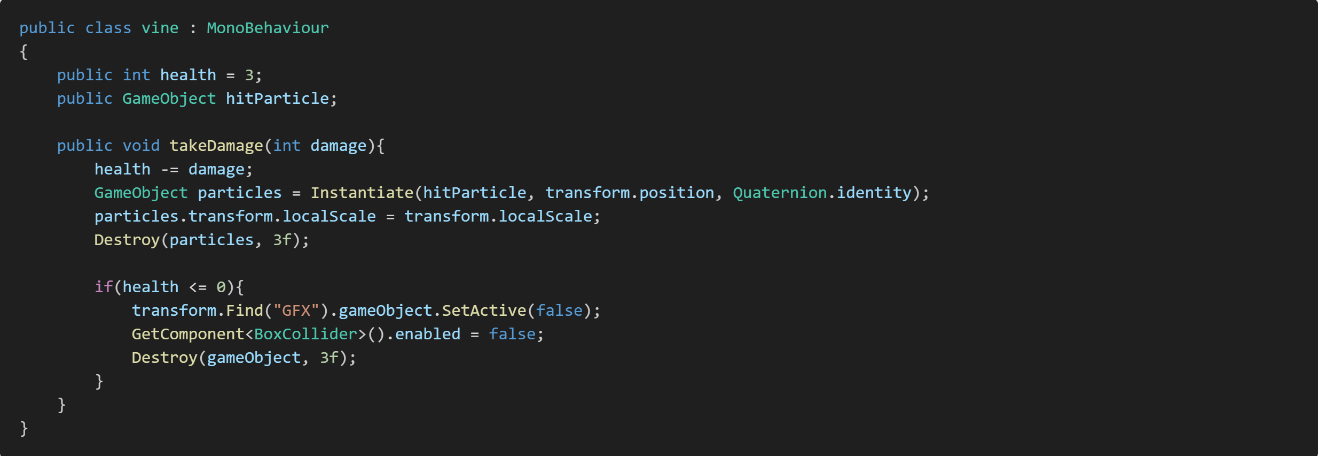 public class vine : MonoBehaviour
{
    public int health = 3;
    public GameObject hitParticle;

    public void takeDamage(int damage){
        health -= damage;
        GameObject particles = Instantiate(hitParticle, transform.position, Quaternion.identity);
        particles.transform.localScale = transform.localScale;
        Destroy(particles, 3f);

        if(health <= 0){
            transform.Find("GFX").gameObject.SetActive(false);
            GetComponent<BoxCollider>().enabled = false;
            Destroy(gameObject, 3f);
        }
    }
}